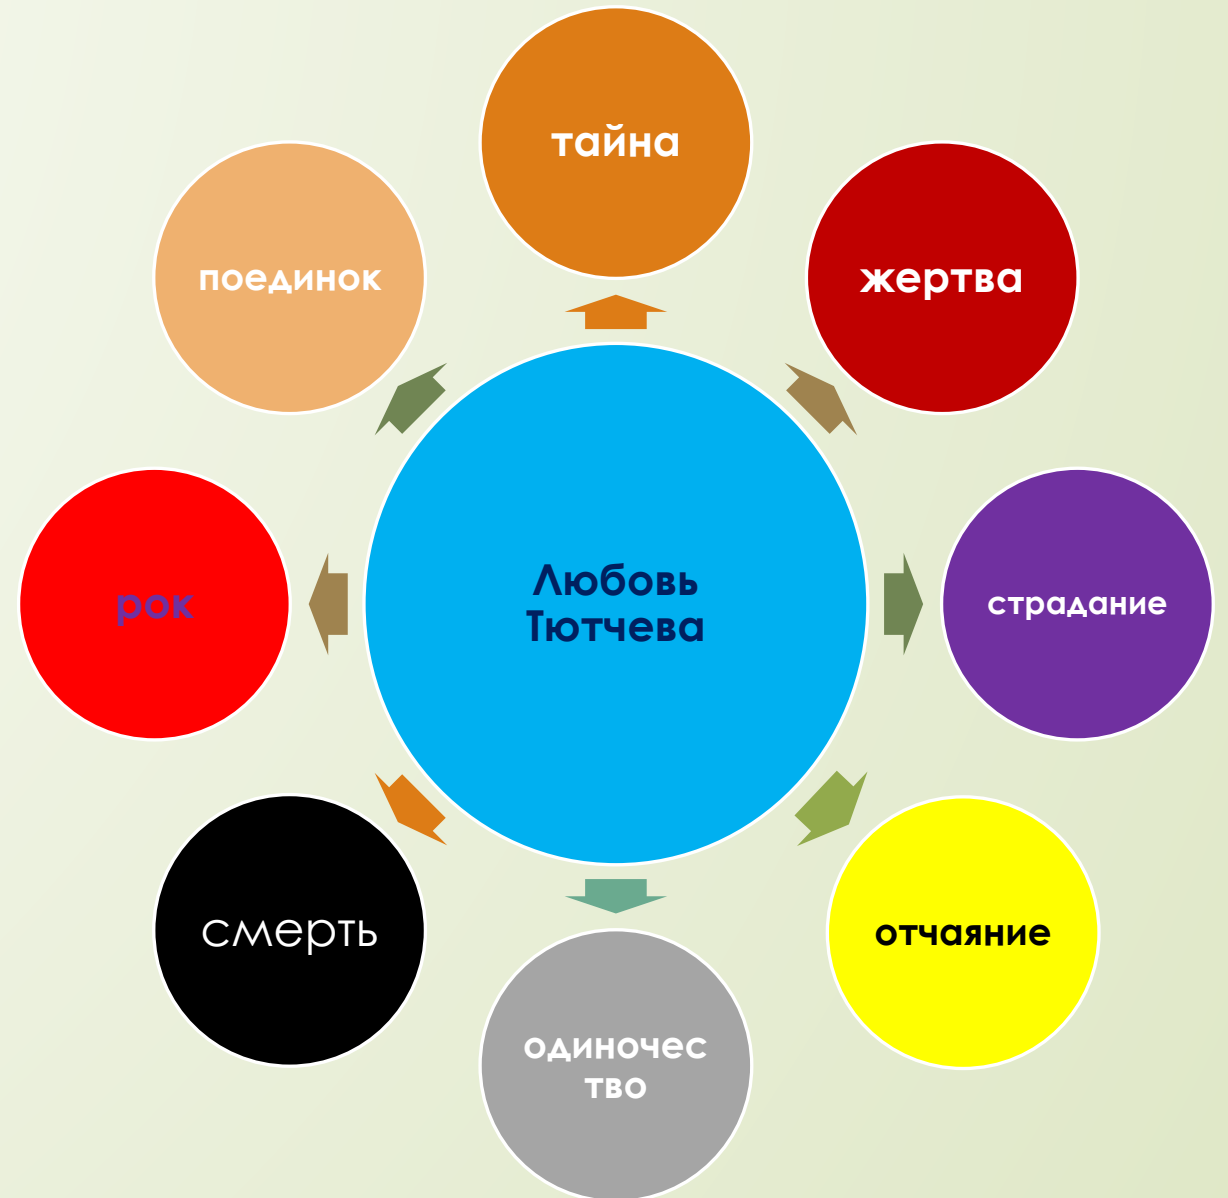 тайна
поединок
жертва
Любовь
Тютчева
рок
страдание
смерть
отчаяние
одиночес
тво